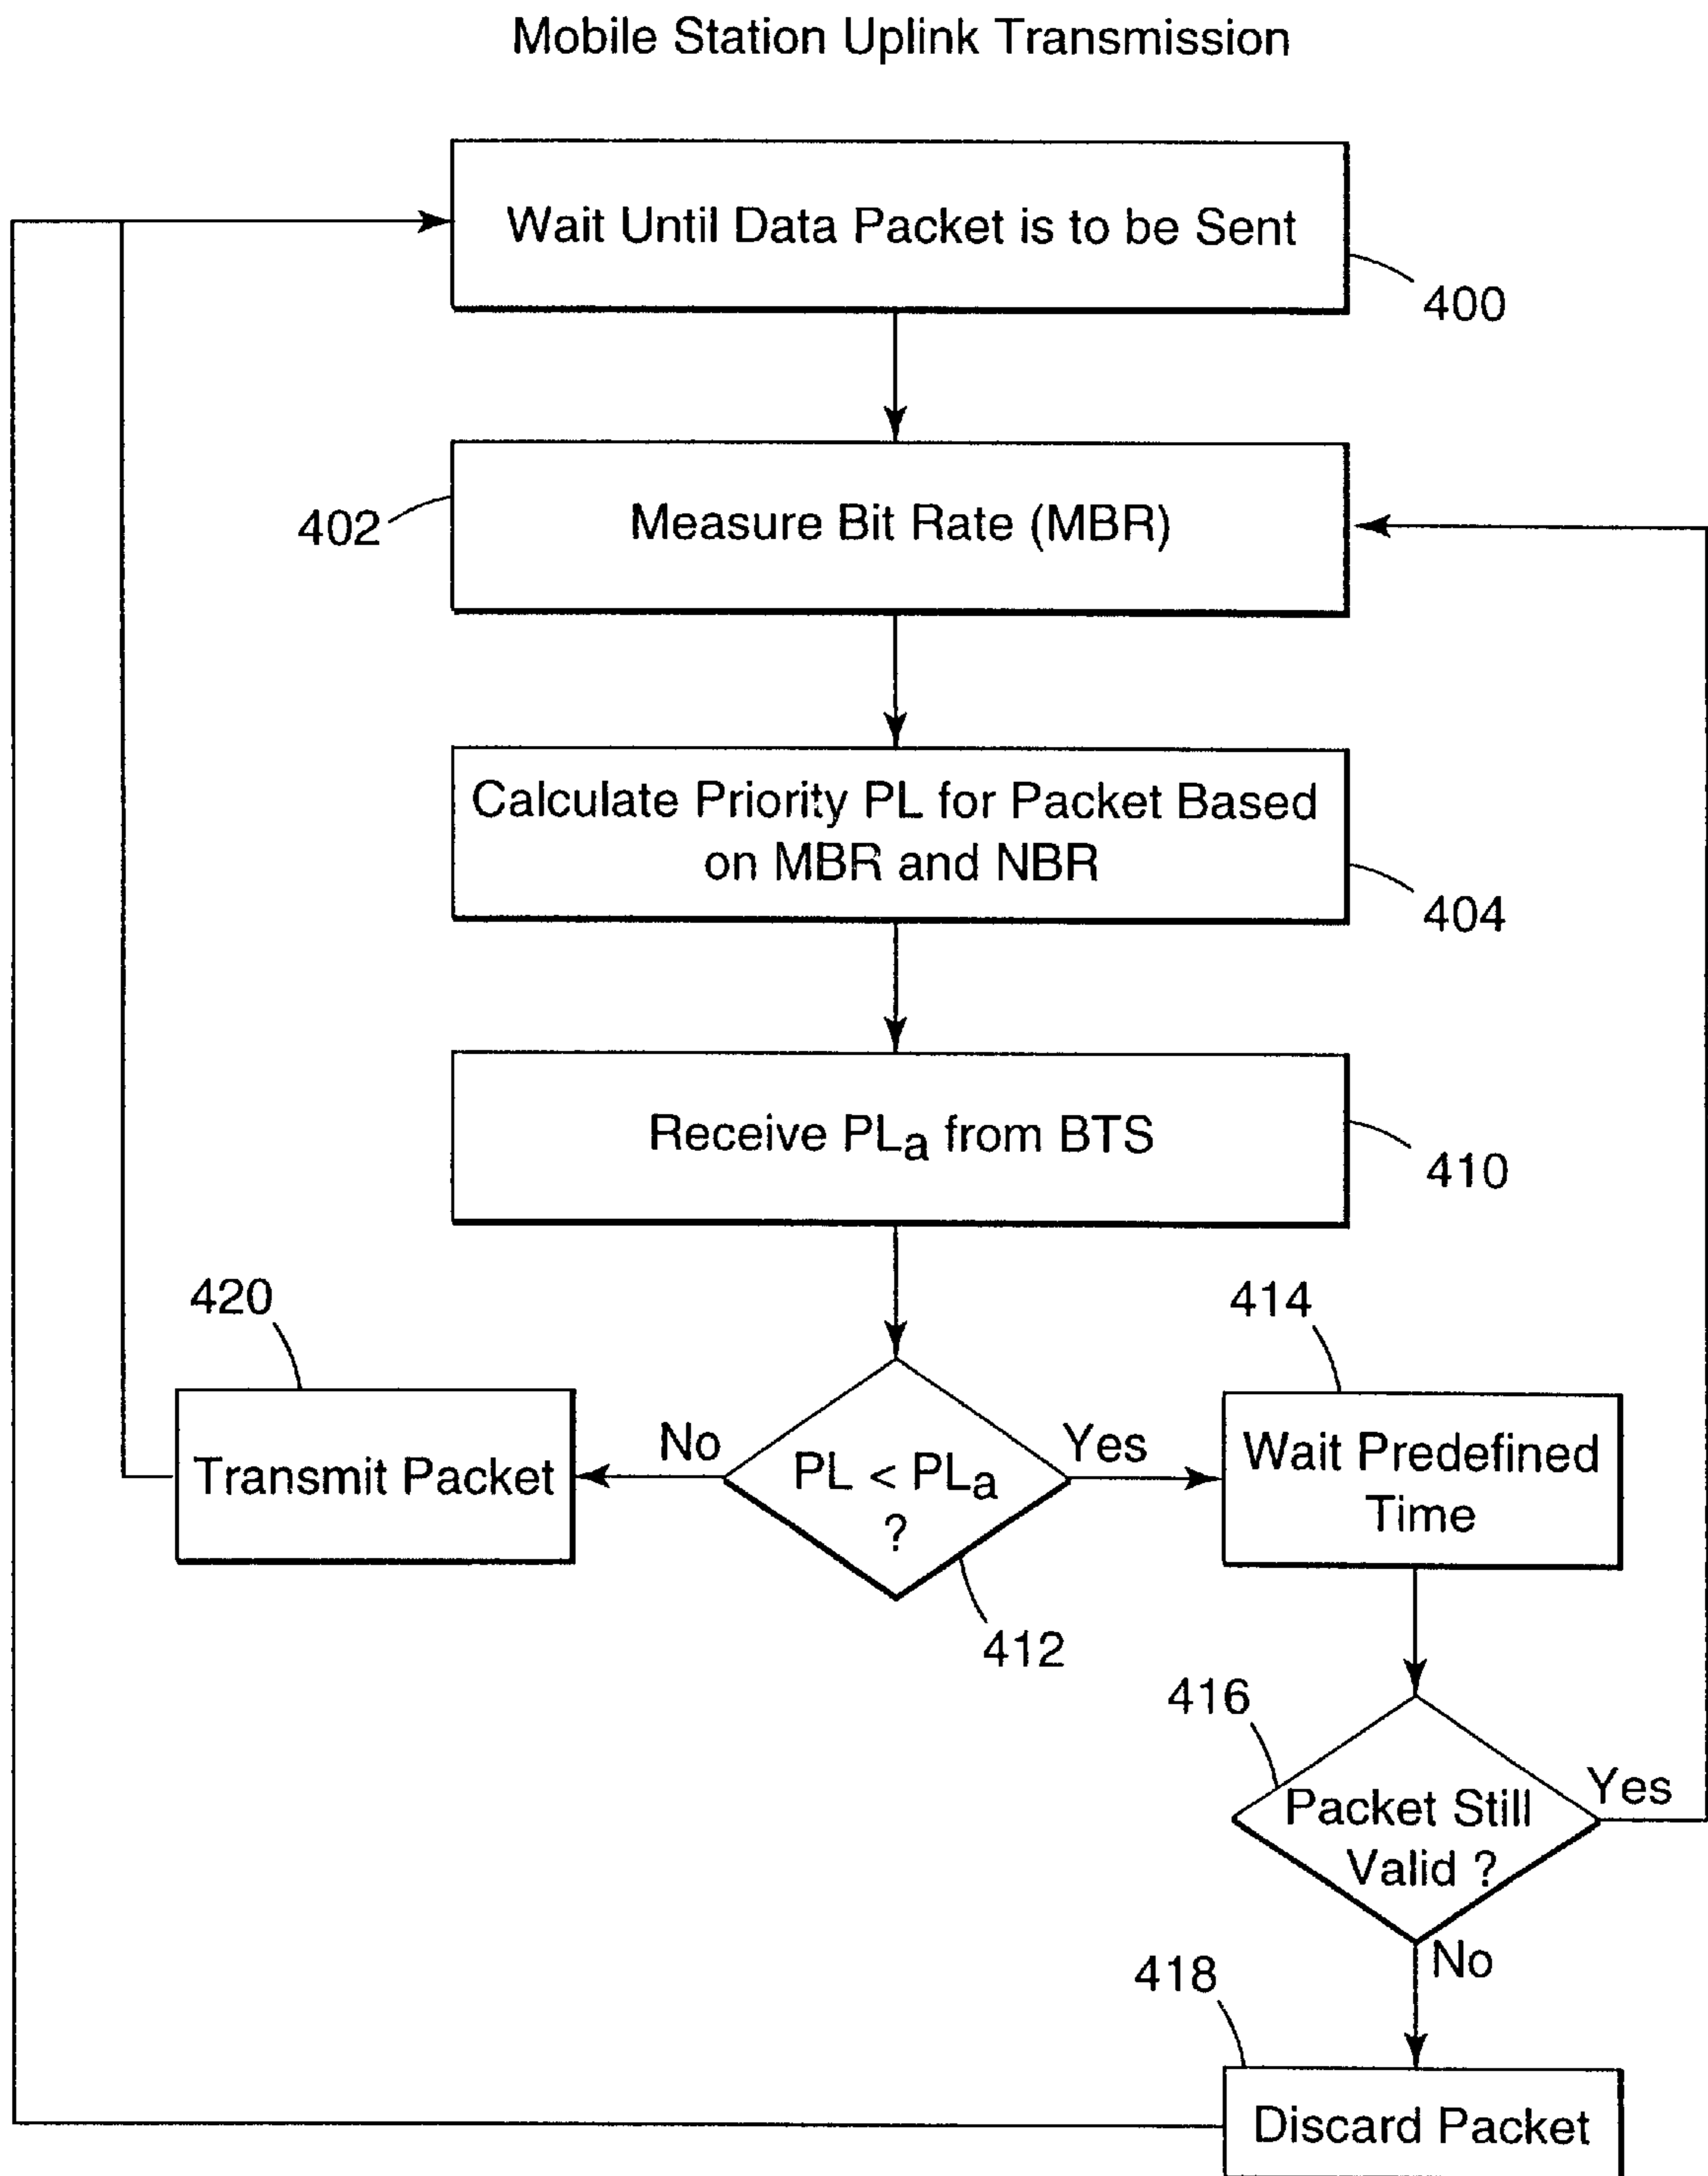 Mobile Station Uplink Transmission
Wait Until Data Packet is to be Sent
400
Measure Bit Rate (MBR)
402
Calculate Priority PL for Packet Based
on MBR and NBR
404
Receive PLa from BTS
410
420
414
Transmit Packet
No
PL < PLa
?
Yes
Wait Predefined
Time
412
416
Packet Still
Valid ?
Yes
No
418
Discard Packet